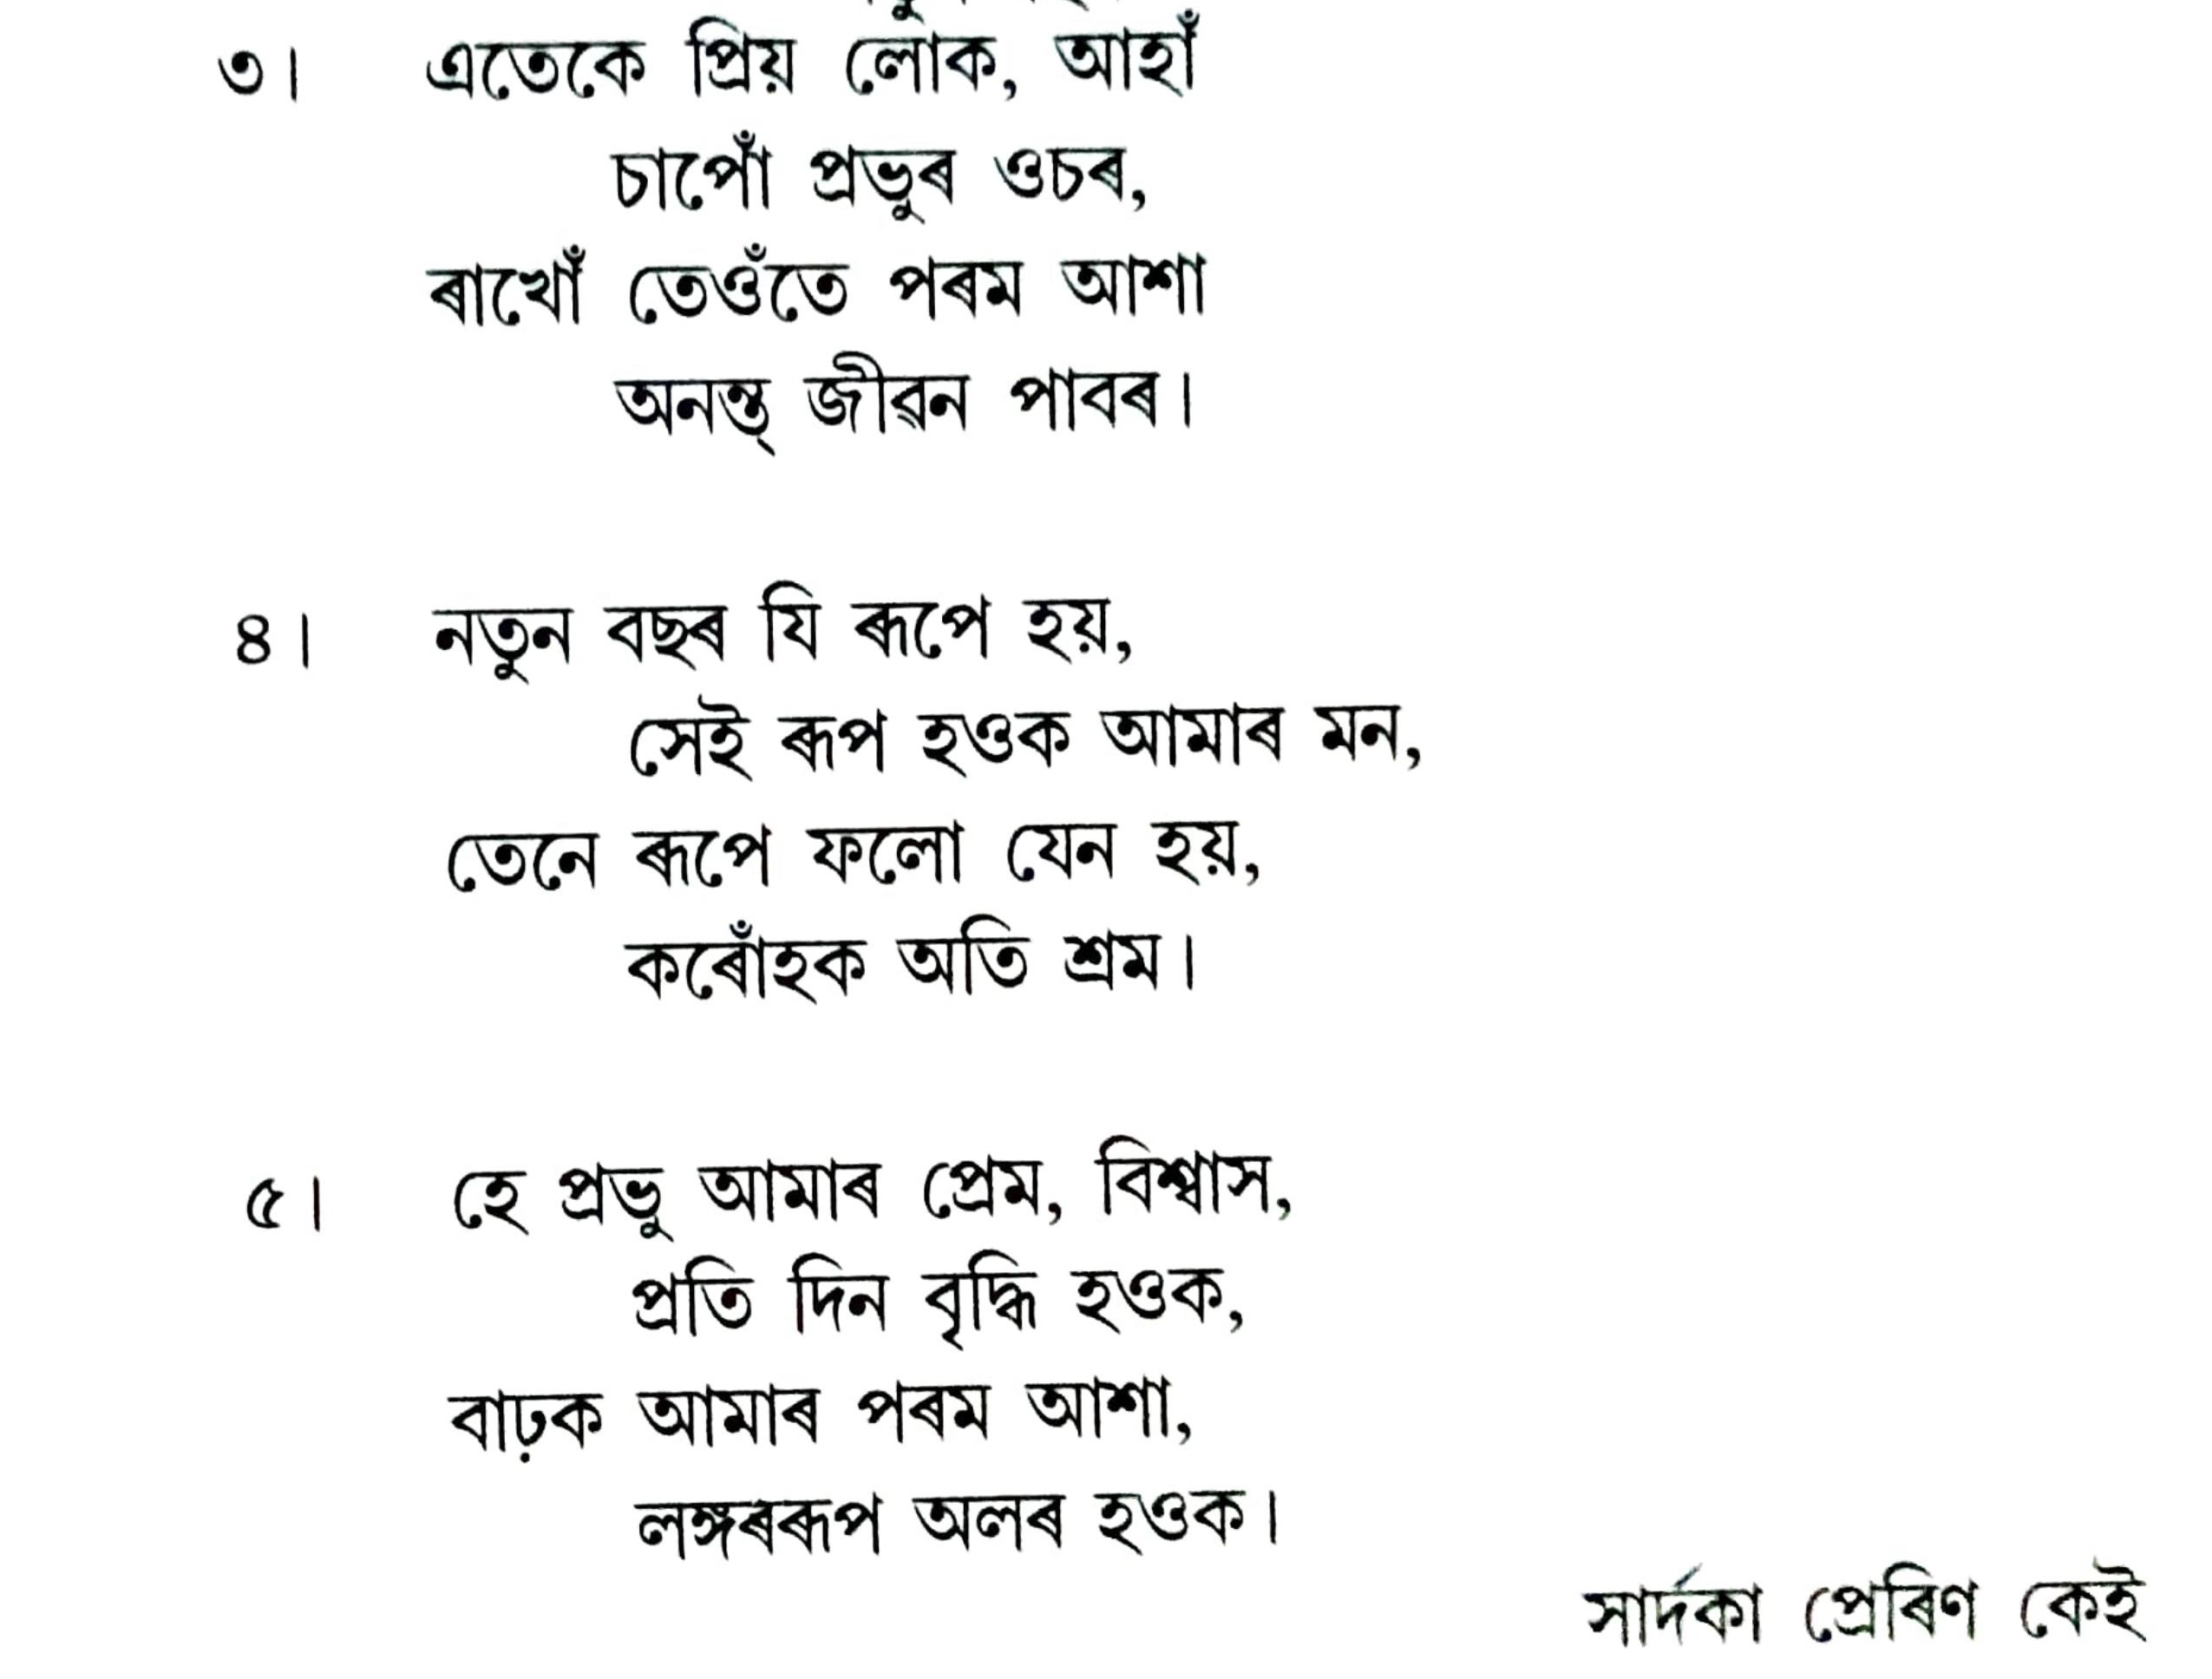 ৩। এতেকে প্ৰিয় লোক, আহাঁ
চাপোঁ প্ৰভুৰ ওচৰ,
ৰাখোঁ তেওঁতে পৰম আশা
অনন্ত্ জীৱন পাবৰ।
৪। নতুন বছৰ যি ৰূপে হয়,
সেই ৰূপ হওক আমাৰ মন,
তেনে ৰূপে ফলো যেন হয়,
কৰোঁহক অতি শ্ৰম।
৫। হে প্ৰভু আমাৰ প্ৰেম, বিশ্বাস,
প্ৰতি দিন বৃদ্ধি হওক,
বাঢ়ক আমাৰ পৰম আশা,
লঙ্গৰৰূপ অলৰ হওক।
সাৰ্দকা প্ৰেৰিণ কেই